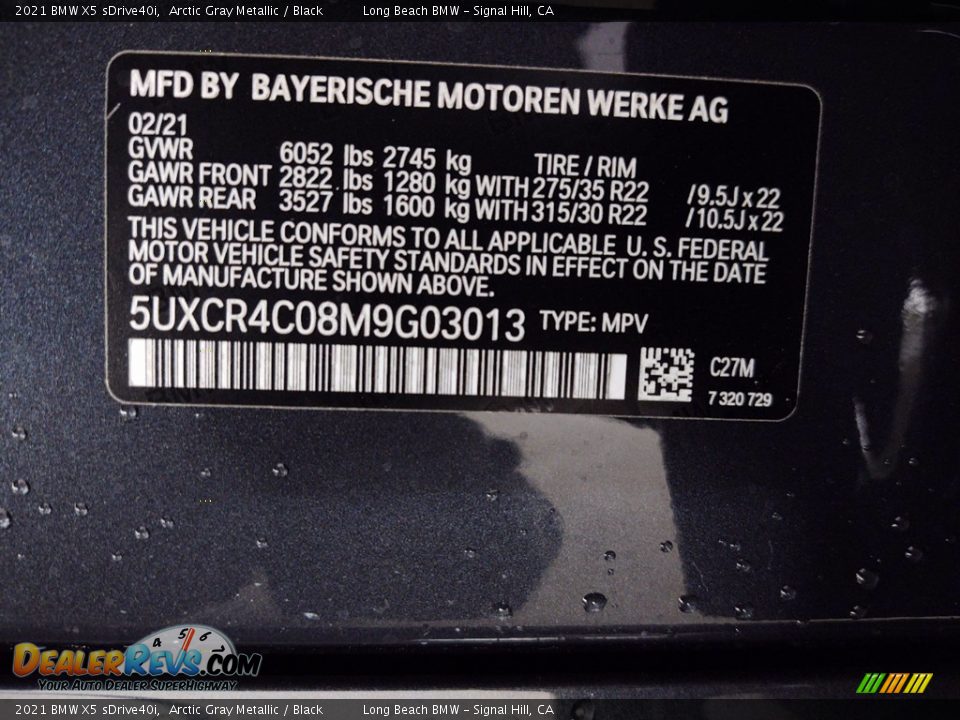 2021 BMW X5 sDrive40i, Arctic Gray Metallic / Black Long Beach BMW - Signal Hill, CA
MFD BY BAYERISCHE MOTOREN WERKE AG
02/21
GVWR 6052 lbs 2745 kg TIRE / RIM
GAWR FRONT 2822 lbs 1280 kg WITH 275/35 R22 / 9.5J x 22
GAWR REAR 3527 lbs 1600 kg WITH 315/30 R22 / 10.5J x 22
THIS VEHICLE CONFORMS TO ALL APPLICABLE U. S. FEDERAL
MOTOR VEHICLE SAFETY STANDARDS IN EFFECT ON THE DATE
OF MANUFACTURE SHOWN ABOVE.
5UXCR4C08M9G03013 TYPE: MPV
C27M
7 320 729
4 5 6
DEALERREVS.COM
YOUR AUTO DEALER SUPERHIGHWAY
2021 BMW X5 sDrive40i, Arctic Gray Metallic / Black Long Beach BMW - Signal Hill, CA